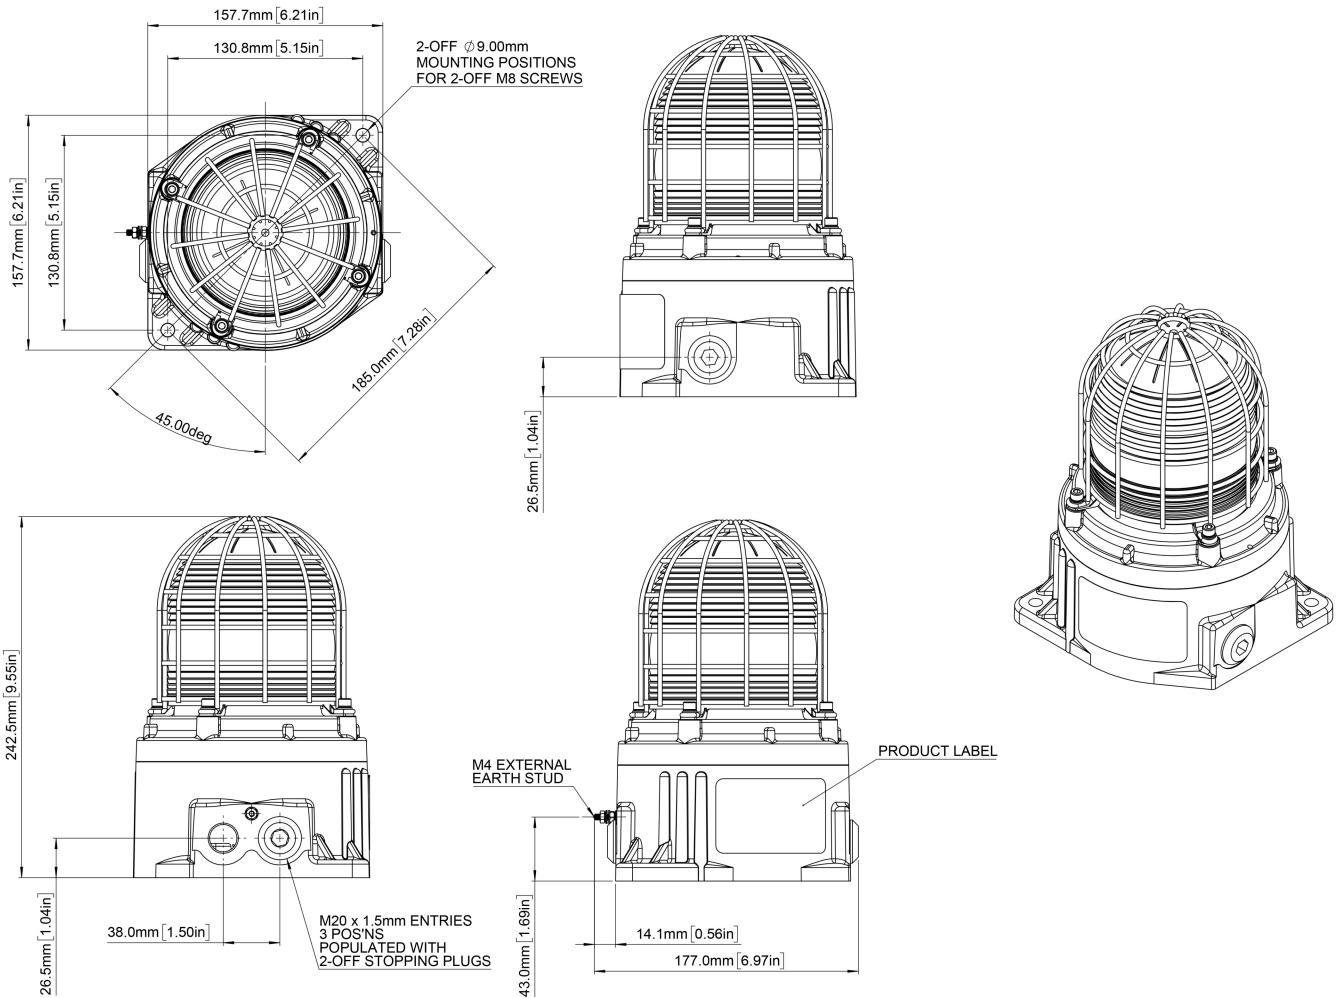 157.7mm[6.21in]
130.8mm[5.15in]
2-OFF ∅9.00mm
MOUNTING POSITIONS
FOR 2-OFF M8 SCREWS
157.7mm[6.21in]
130.8mm[5.15in]
185.0mm[7.28in]
45.00deg
26.5mm[1.04in]
242.5mm[9.55in]
26.5mm[1.04in]
38.0mm[1.50in]
M20 x 1.5mm ENTRIES
3 POS'NS
POPULATED WITH
2-OFF STOPPING PLUGS
M4 EXTERNAL
EARTH STUD
PRODUCT LABEL
43.0mm[1.69in]
14.1mm[0.56in]
177.0mm[6.97in]